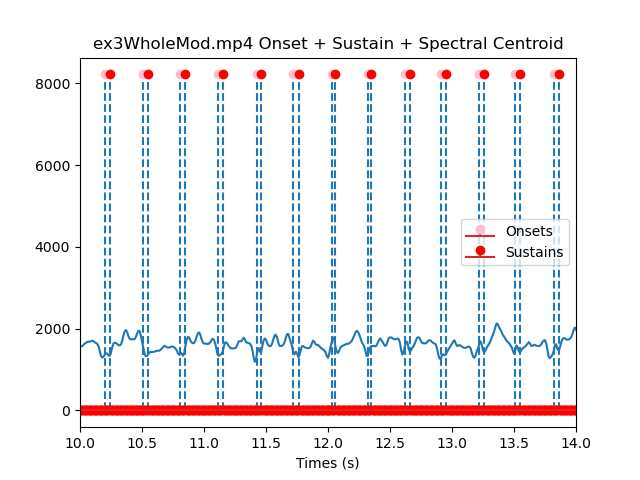 ex3WholeMod.mp4 Onset + Sustain + Spectral Centroid
8000
6000
4000
2000
0
Onsets
Sustains
10.0 10.5 11.0 11.5 12.0 12.5 13.0 13.5 14.0
Times (s)